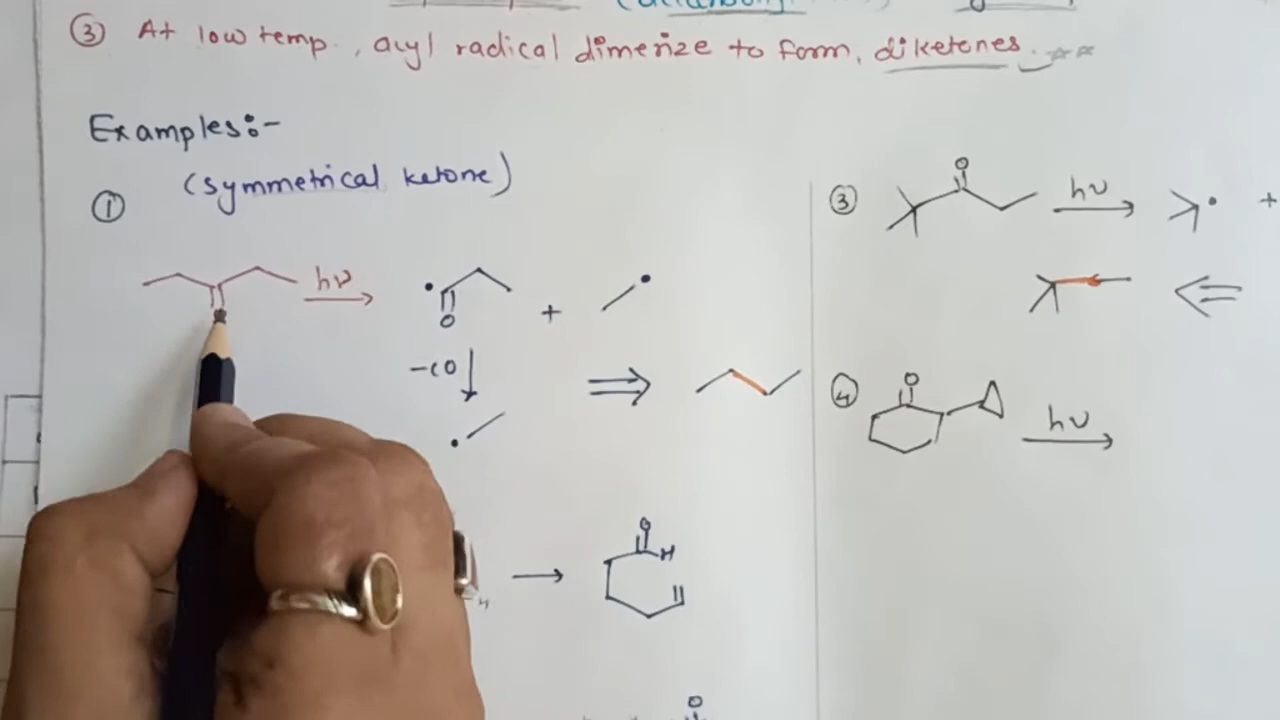 ③ At low temp., acyl radical dimerize to form, diketones.
Examples:-
(symmetrical ketone)
①
hν
O
+
-CO
O
H
O
③
O
hν
+
④
O
hν